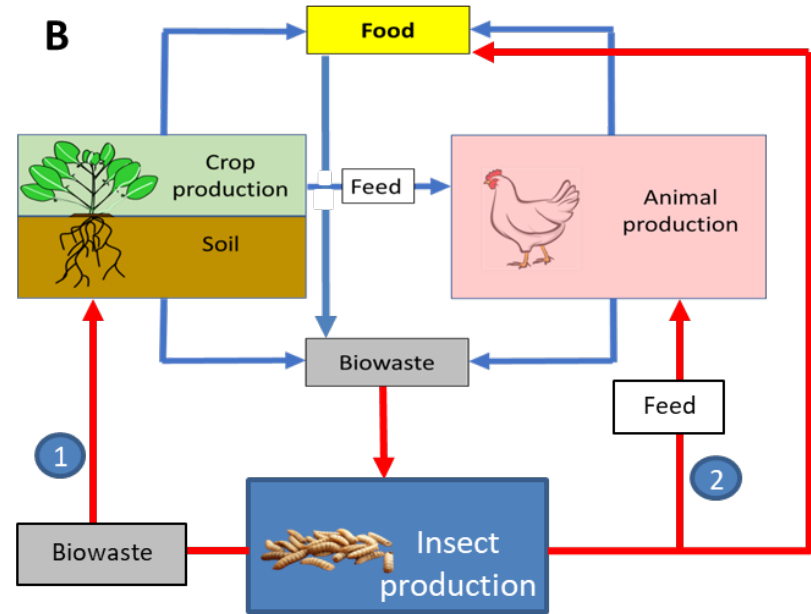 B
Food
Crop
production
Feed
Animal
production
Soil
Biowaste
Feed
1
2
Biowaste
Insect
production